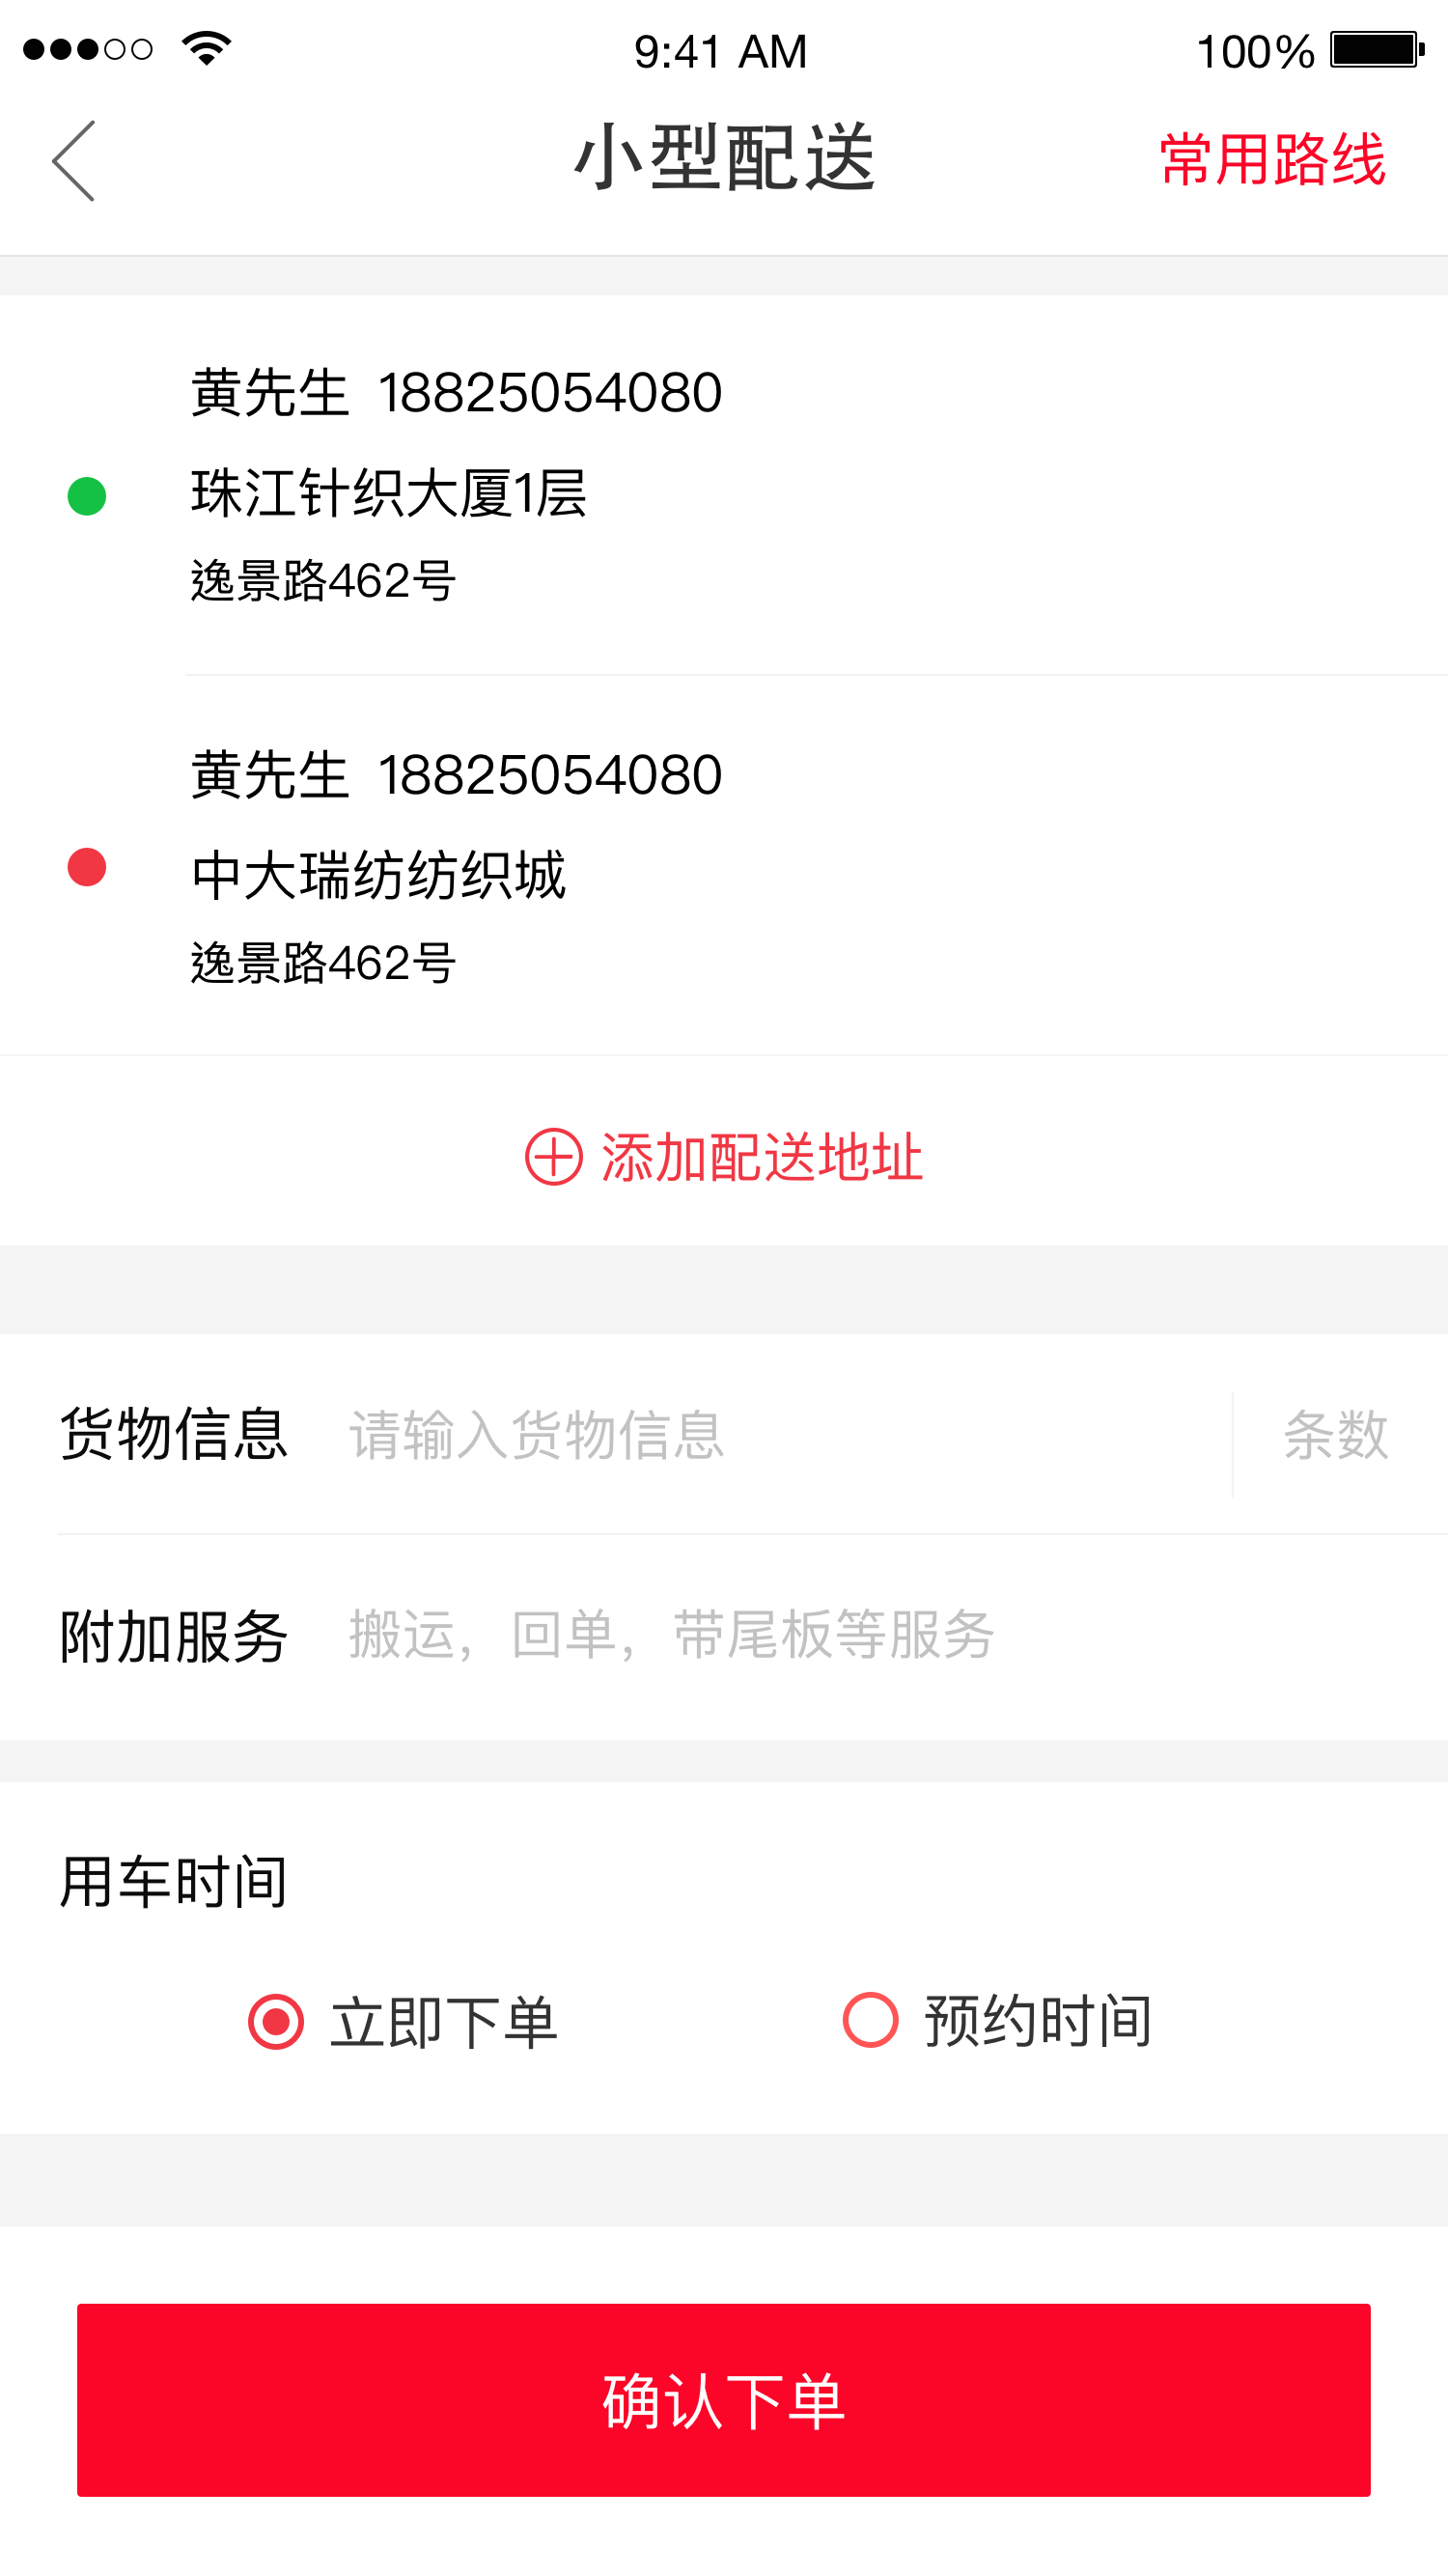 9:41 AM 100%
小型配送 常用路线
黄先生 18825054080
珠江针织大厦1层
逸景路462号
黄先生 18825054080
中大瑞纺纺织城
逸景路462号
添加配送地址
货物信息 请输入货物信息 条数
附加服务 搬运，回单，带尾板等服务
用车时间
立即下单 预约时间
确认下单